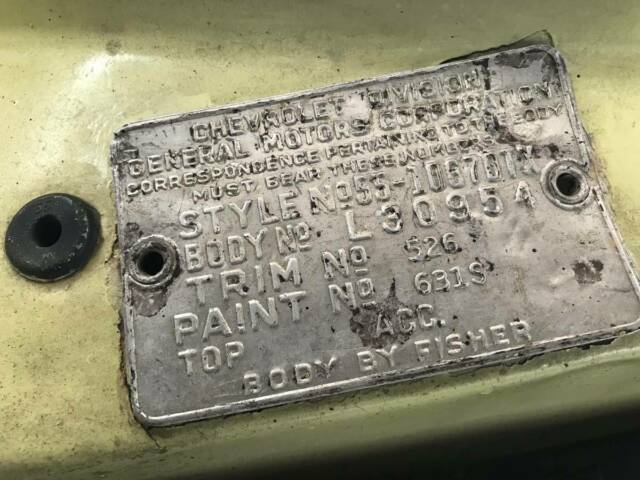 CHEVROLET DIVISION
GENERAL MOTORS CORPORATION
CORRESPONDENCE PERTAINING TO THE BODY
MUST BEAR THESE NUMBERS
STYLE NO 55-1067DTX
BODY NO L 3095 A
TRIM NO 526
PAINT NO 631S
TOP ACC.
BODY BY FISHER